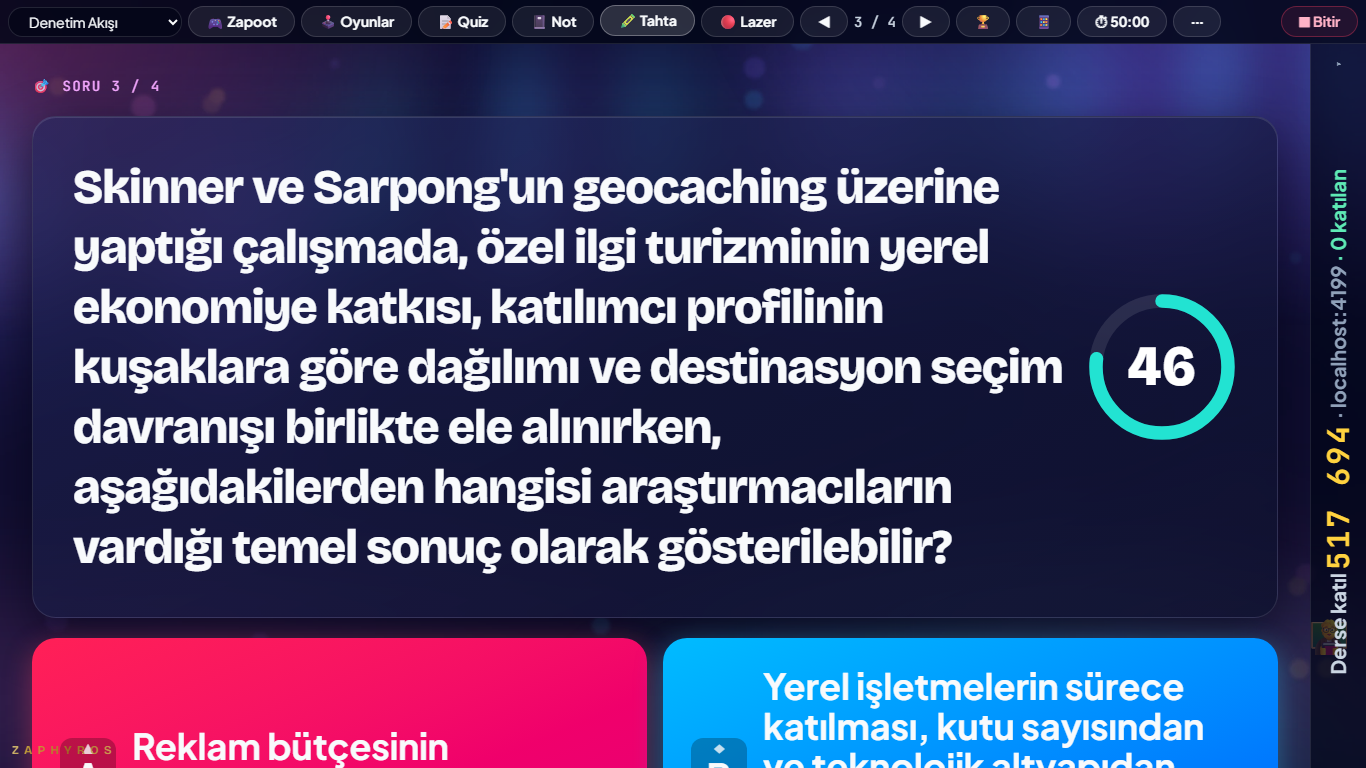 Denetim Akışı
Zapoot
Oyunlar
Quiz
Not
Tahta
Lazer
3 / 4
50:00
Bitir
SORU 3 / 4
Skinner ve Sarpong'un geocaching üzerine
yaptığı çalışmada, özel ilgi turizminin yerel
ekonomiye katkısı, katılımcı profilinin
kuşaklara göre dağılımı ve destinasyon seçim
davranışı birlikte ele alınırken,
aşağıdakilerden hangisi araştırmacıların
vardığı temel sonuç olarak gösterilebilir?
46
Reklam bütçesinin
Yerel işletmelerin sürece
katılması, kutu sayısından
ve teknolojik altyapıdan
ZAPHYROS
Derse katıl 517 694 · localhost:4199 · 0 katılan